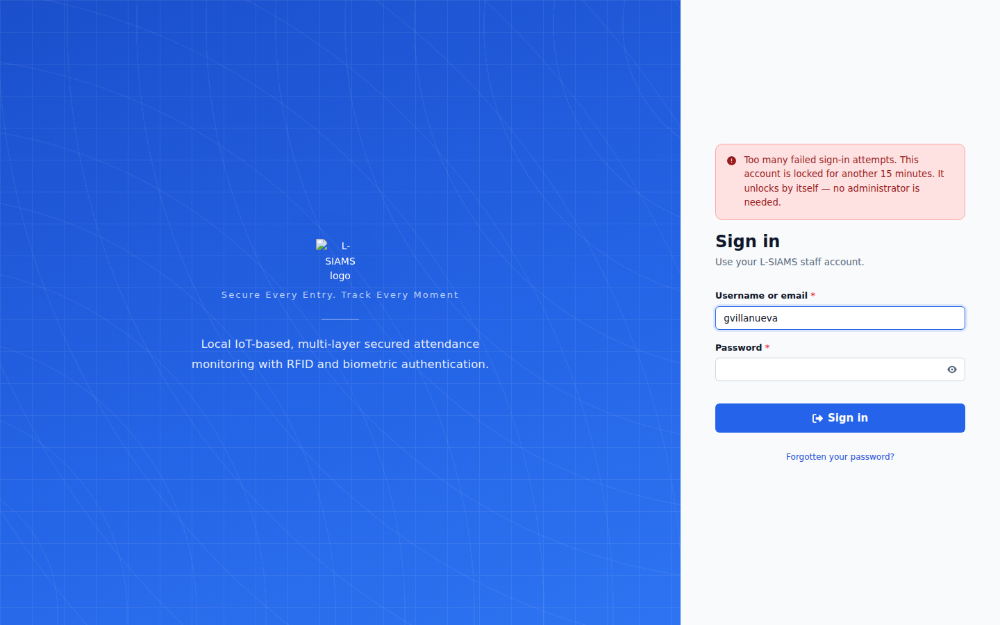 L-
SIAMS
logo
Secure Every Entry. Track Every Moment
Local IoT-based, multi-layer secured attendance
monitoring with RFID and biometric authentication.
Too many failed sign-in attempts. This
account is locked for another 15 minutes. It
unlocks by itself — no administrator is
needed.
Sign in
Use your L-SIAMS staff account.
Username or email *
gvillanueva
Password *
Sign in
Forgotten your password?